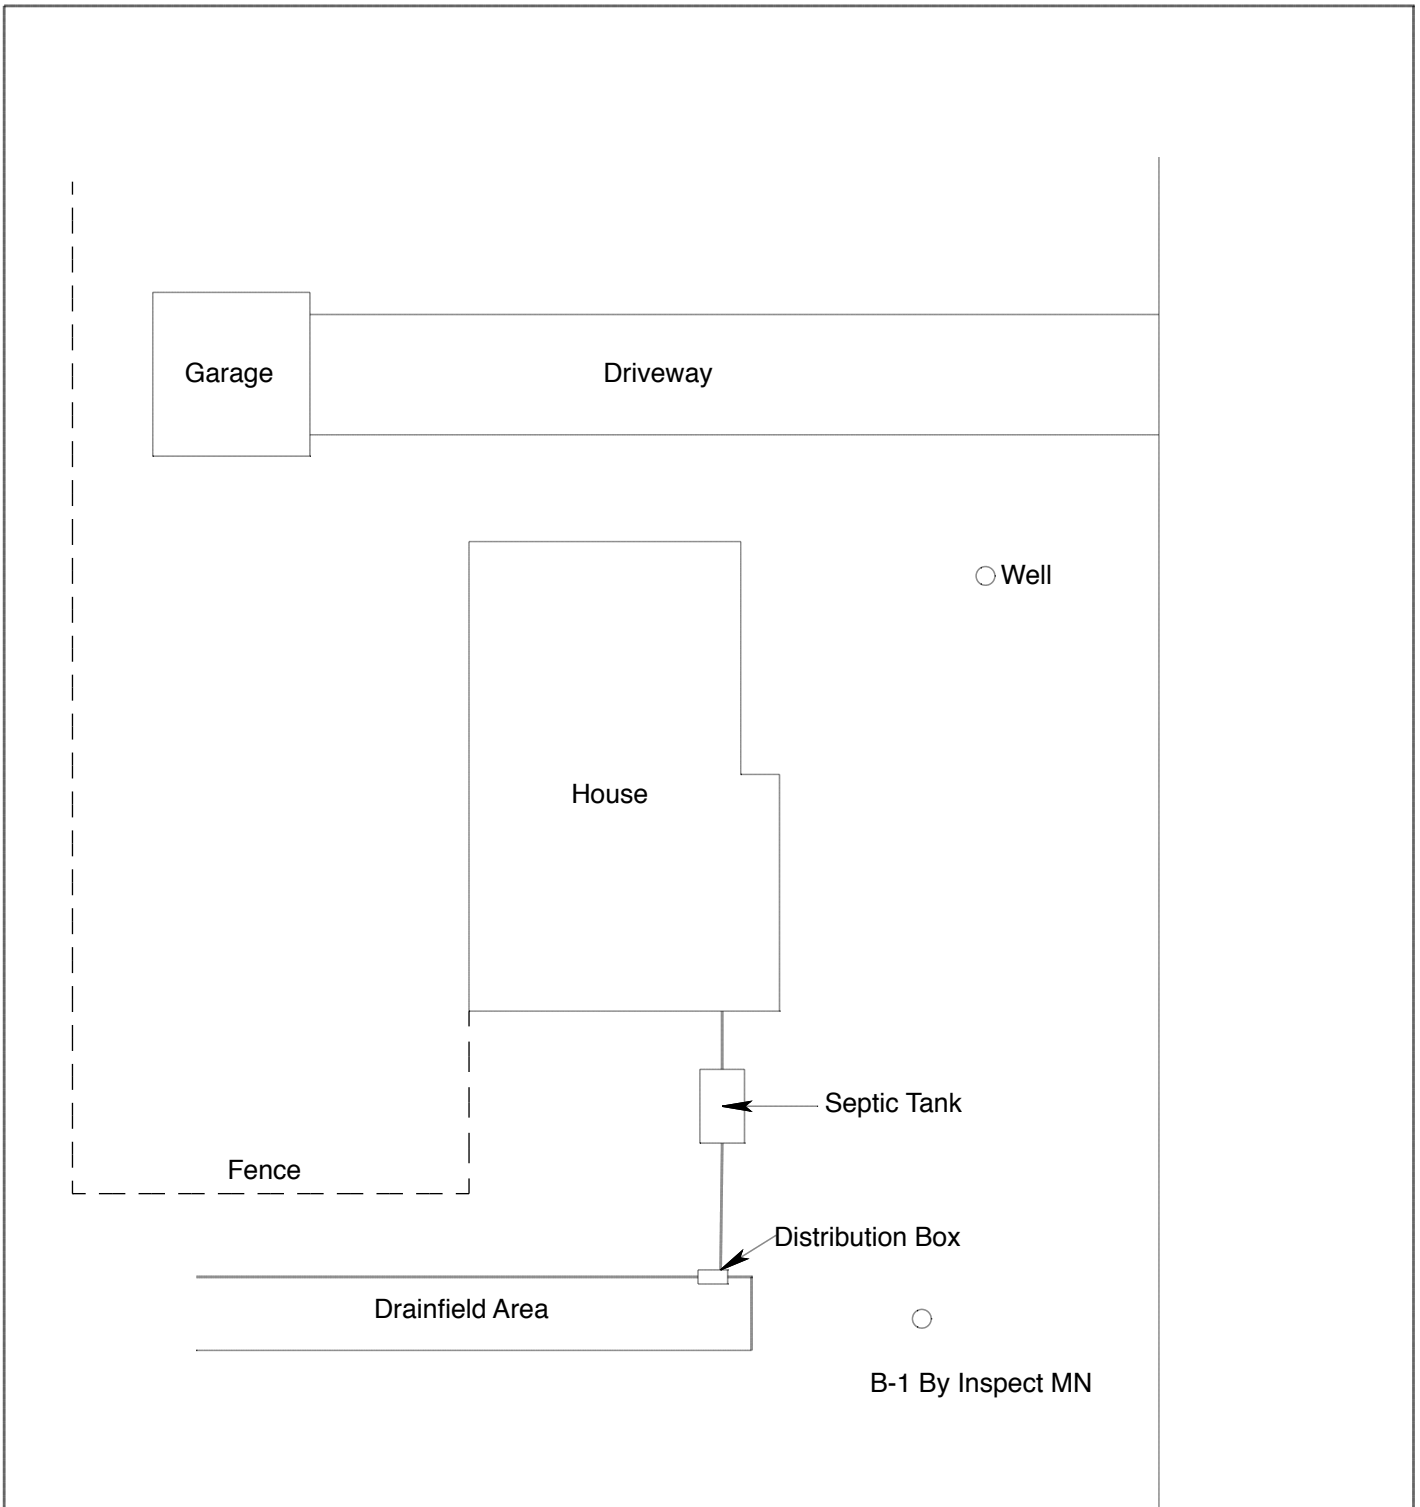 Garage
Driveway
Well
House
Septic Tank
Fence
Distribution Box
Drainfield Area
B-1 By Inspect MN